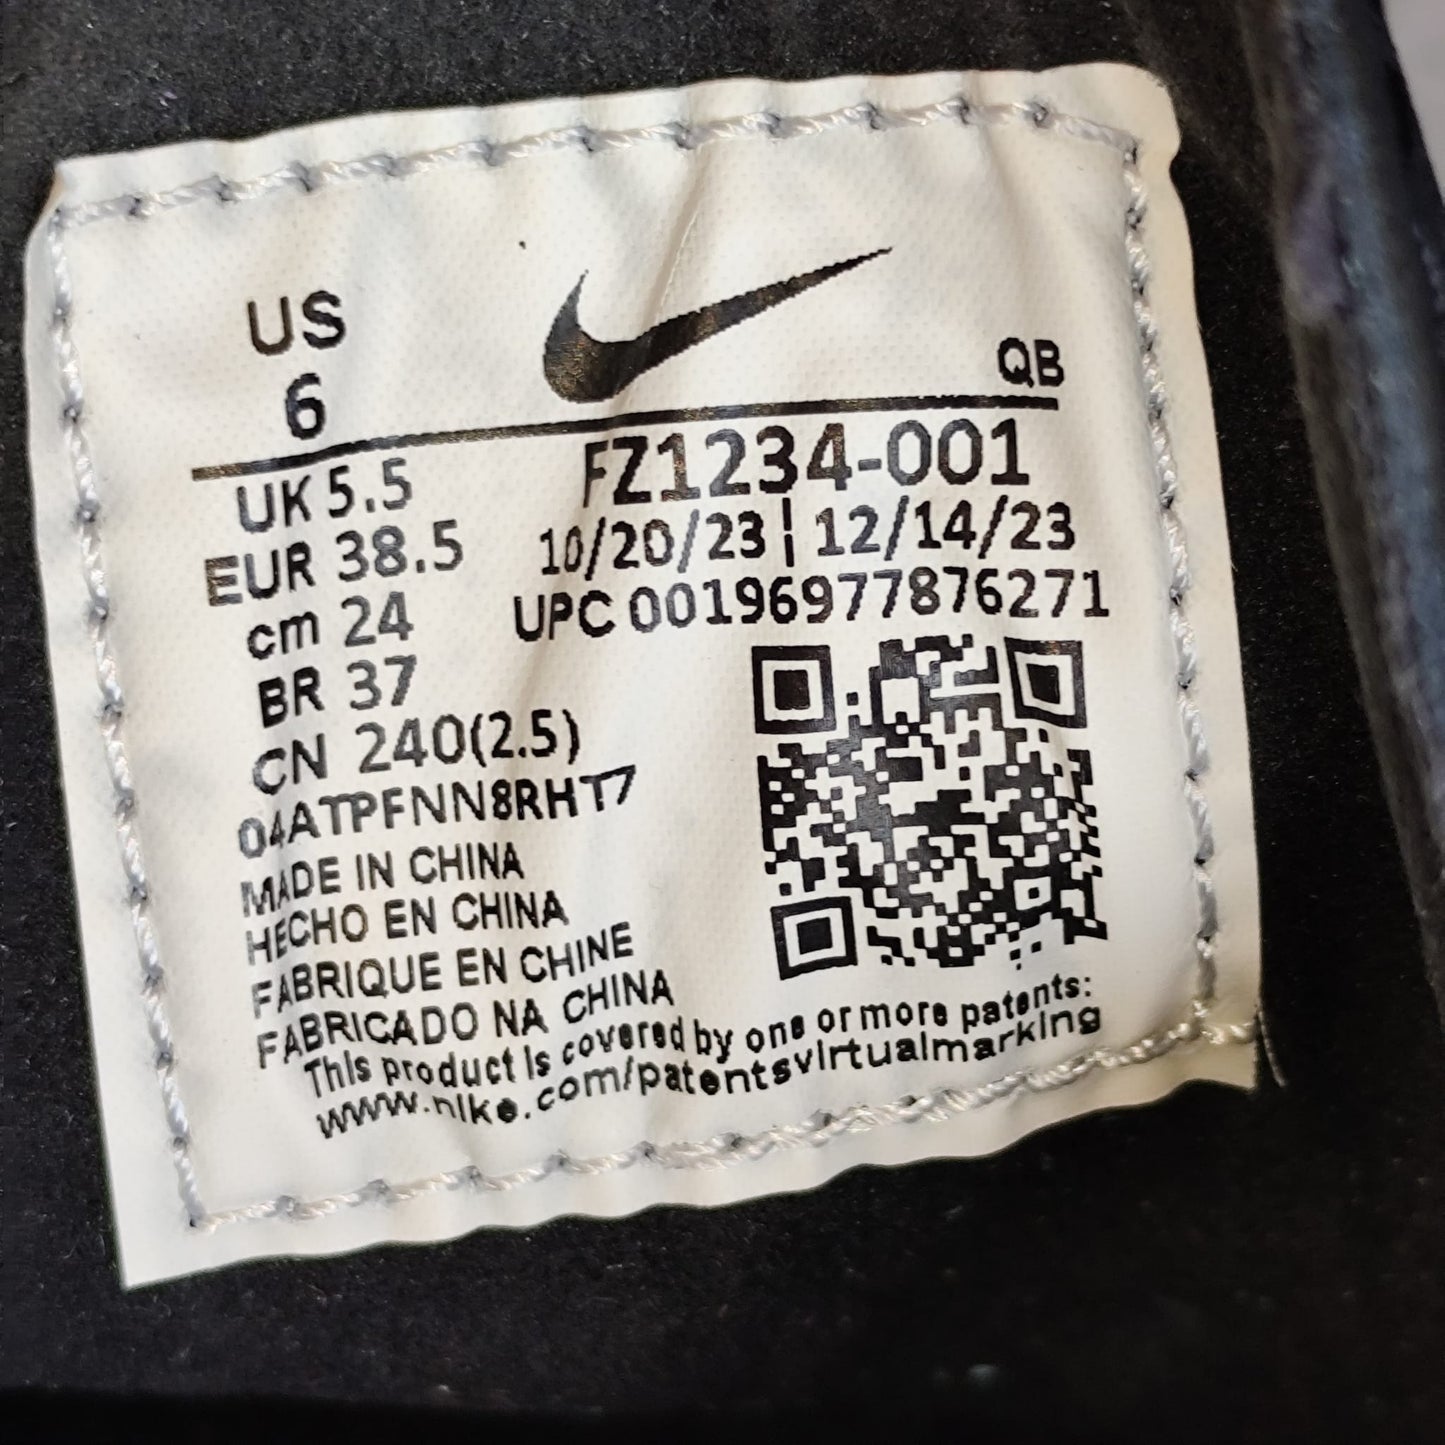 US
6
QB
UK 5.5
EUR 38.5
cm 24
BR 37
CN 240(2.5)
FZ1234-001
10/20/23 | 12/14/23
UPC 00196977876271
04ATPFNN8RHT7
MADE IN CHINA
HECHO EN CHINA
FABRIQUE EN CHINE
FABRICADO NA CHINA
This product is covered by one or more patents:
www.nike.com/patentsvirtualmarking